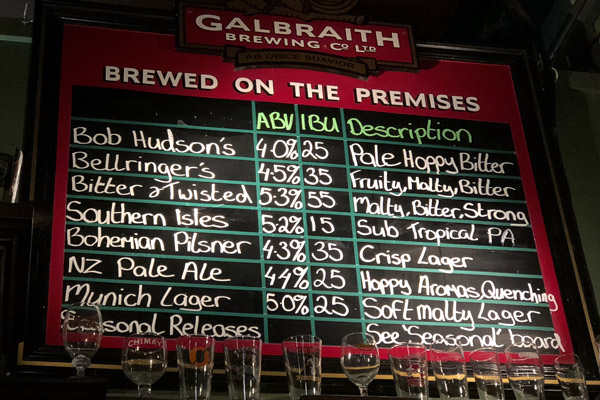 GALBRAITH
BREWING Co LTD
AB OBICE SUAVIOR
BREWED ON THE PREMISES
ABV IBU Description
Bob Hudson's 4.0% 25 Pale Hoppy Bitter
Bellringer's 4.5% 35 Fruity, Malty, Bitter
Bitter & Twisted 5.3% 55 Malty, Bitter, Strong
Southern Isles 5.2% 15 Sub Tropical PA
Bohemian Pilsner 4.3% 35 Crisp Lager
NZ Pale Ale 4.4% 25 Hoppy Aromas, Quenching
Munich Lager 5.0% 25 Soft Malty Lager
Seasonal Releases See 'Seasonal' board
CHIMAY